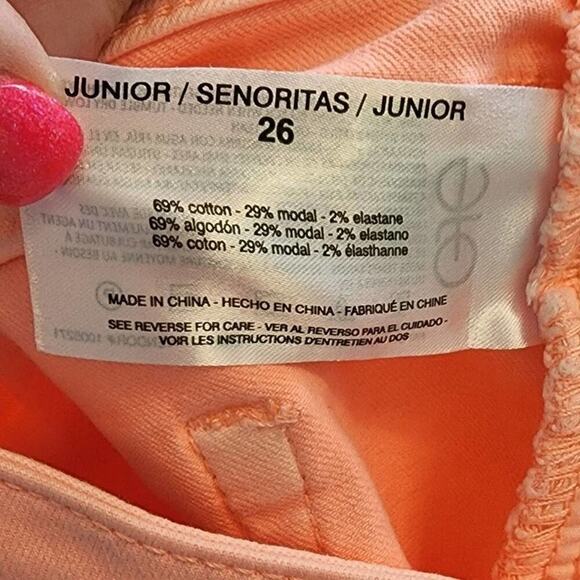 JUNIOR / SENORITAS / JUNIOR
26
69% cotton - 29% modal - 2% elastane
69% algodón - 29% modal - 2% elastano
69% coton - 29% modal - 2% élasthanne
MADE IN CHINA - HECHO EN CHINA - FABRIQUÉ EN CHINE
SEE REVERSE FOR CARE - VER AL REVERSO PARA EL CUIDADO -
VOIR LES INSTRUCTIONS D'ENTRETIEN AU DOS